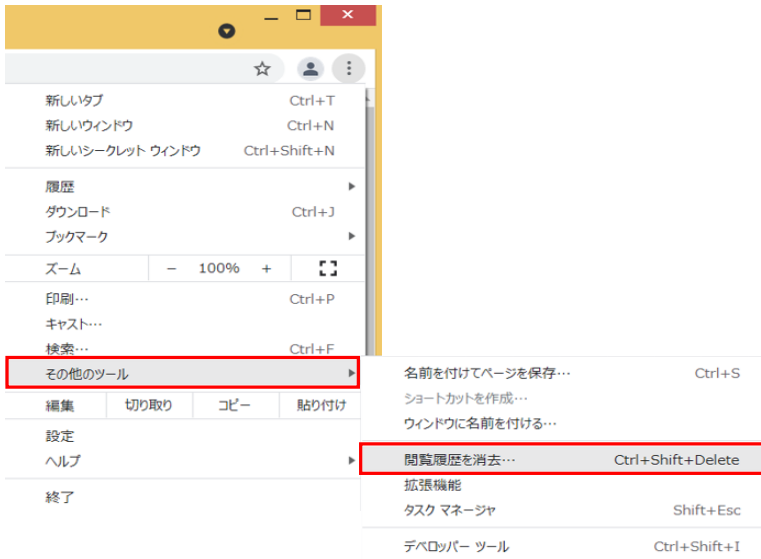 新しいタブ Ctrl+T
新しいウィンドウ Ctrl+N
新しいシークレット ウィンドウ Ctrl+Shift+N
履歴
ダウンロード Ctrl+J
ブックマーク
ズーム － 100% +
印刷… Ctrl+P
キャスト…
検索… Ctrl+F
その他のツール
編集 切り取り コピー 貼り付け
設定
ヘルプ
終了
名前を付けてページを保存… Ctrl+S
ショートカットを作成…
ウィンドウに名前を付ける…
閲覧履歴を消去… Ctrl+Shift+Delete
拡張機能
タスク マネージャ Shift+Esc
デベロッパー ツール Ctrl+Shift+I